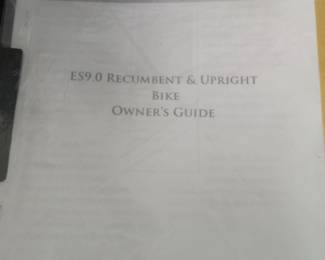 ES9.0 RECUMBENT & UPRIGHT
BIKE
OWNER'S GUIDE